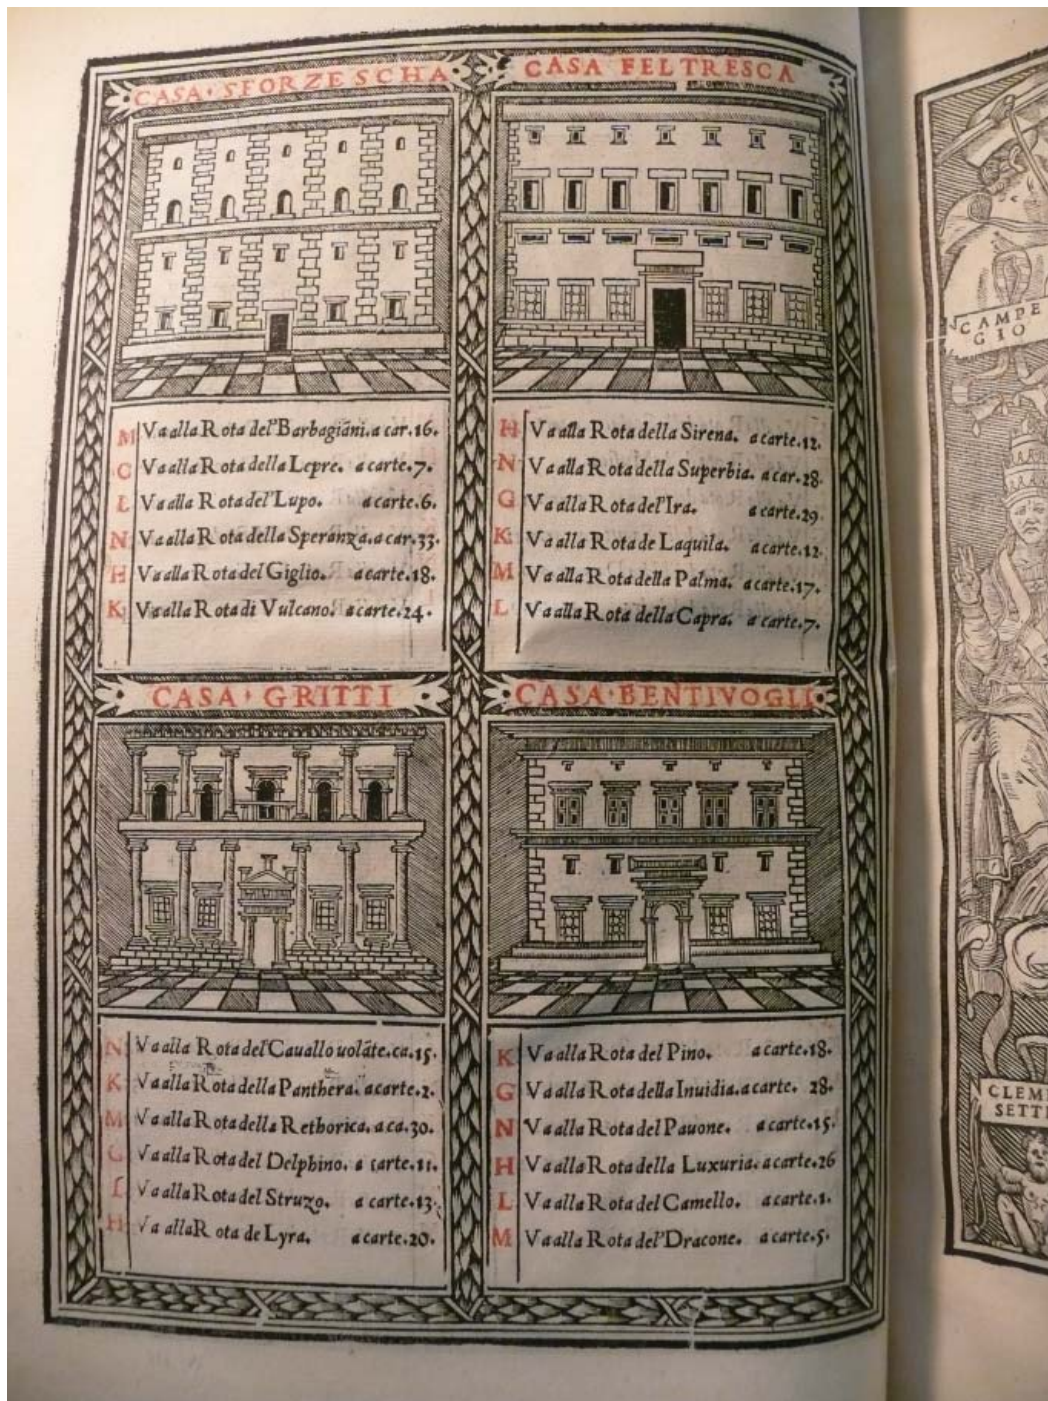 CASA · SFORZESCHA
M Va alla Rota del Barbagiãni. a car. 16.
G Va alla Rota della Lepre. a carte. 7.
L Va alla Rota del Lupo. a carte. 6.
N Va alla Rota della Speranza. a car. 33.
H Va alla Rota del Giglio. a carte. 18.
K Va alla Rota di Vulcano. a carte. 24.
CASA FELTRESCA
H Va alla Rota della Sirena. a carte. 12.
N Va alla Rota della Superbia. a car. 28.
G Va alla Rota del'Ira. a carte. 29.
K Va alla Rota de Laquila. a carte. 12.
M Va alla Rota della Palma. a carte. 17.
L Va alla Rota della Capra. a carte. 7.
CASA · GRITTI
N Va alla Rota del Cauallo uolãte. ca. 15.
K Va alla Rota della Panthera. a carte. 2.
M Va alla Rota della Rethorica. a ca. 30.
G Va alla Rota del Delphino. a carte. 11.
L Va alla Rota del Struzo. a carte. 13.
H Va alla Rota de Lyra. a carte. 20.
CASA · BENTIVOGLI
K Va alla Rota del Pino. a carte. 18.
G Va alla Rota della Inuidia. a carte. 28.
N Va alla Rota del Pauone. a carte. 15.
H Va alla Rota della Luxuria. a carte. 26
L Va alla Rota del Camello. a carte. 1.
M Va alla Rota del Dracone. a carte. 5.
CAMPE
GIO
CLEM
SETT